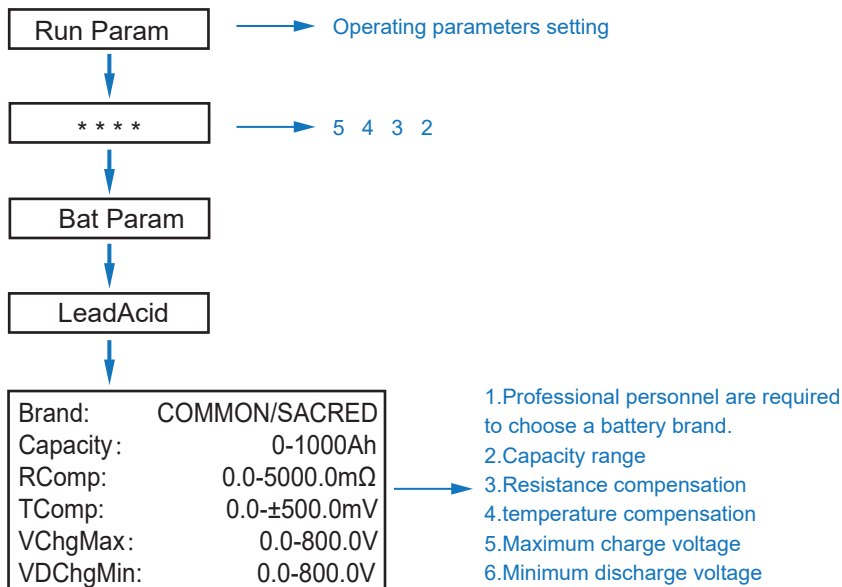 Run Param
Operating parameters setting
* * * *
5 4 3 2
Bat Param
LeadAcid
Brand: COMMON/SACRED
Capacity: 0-1000Ah
RComp: 0.0-5000.0mΩ
TComp: 0.0-±500.0mV
VChgMax: 0.0-800.0V
VDChgMin: 0.0-800.0V
1.Professional personnel are required
to choose a battery brand.
2.Capacity range
3.Resistance compensation
4.temperature compensation
5.Maximum charge voltage
6.Minimum discharge voltage